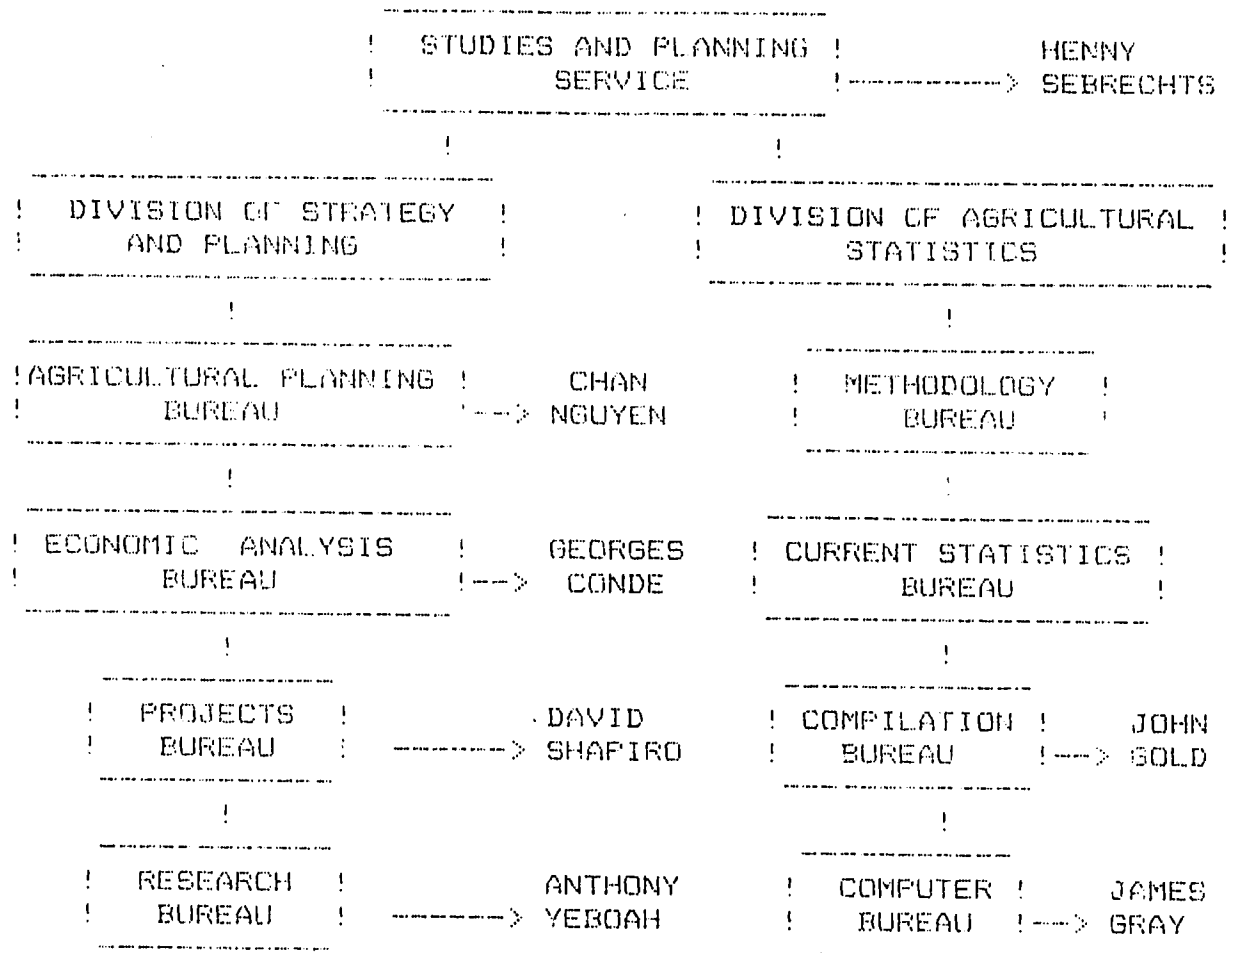 STUDIES AND PLANNING
SERVICE
HENNY
SEBRECHTS
DIVISION OF STRATEGY
AND PLANNING
DIVISION OF AGRICULTURAL
STATISTICS
AGRICULTURAL PLANNING
BUREAU
CHAN
NGUYEN
METHODOLOGY
BUREAU
ECONOMIC ANALYSIS
BUREAU
GEORGES
CONDE
CURRENT STATISTICS
BUREAU
PROJECTS
BUREAU
DAVID
SHAPIRO
COMPILATION
BUREAU
JOHN
GOLD
RESEARCH
BUREAU
ANTHONY
YEBOAH
COMPUTER
BUREAU
JAMES
GRAY